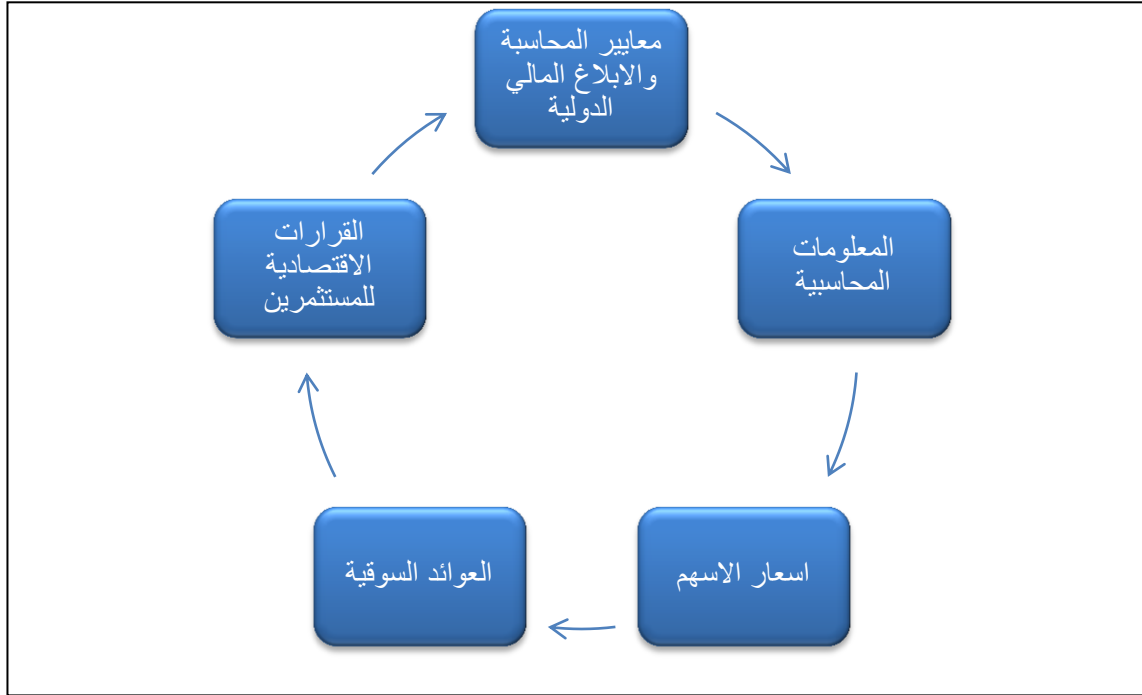 معايير المحاسبة
والابلاغ المالي
الدولية
المعلومات
المحاسبية
اسعار الاسهم
العوائد السوقية
القرارات
الاقتصادية
للمستثمرين